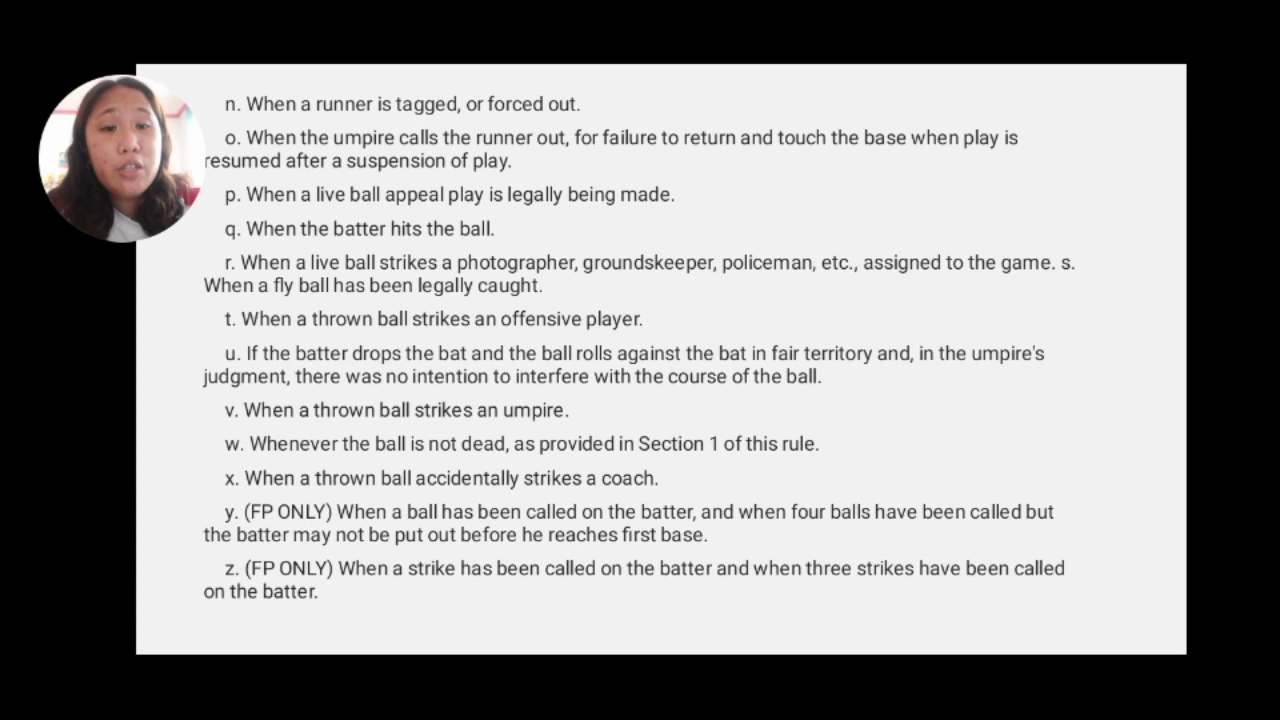 n. When a runner is tagged, or forced out.
o. When the umpire calls the runner out, for failure to return and touch the base when play is
resumed after a suspension of play.
p. When a live ball appeal play is legally being made.
q. When the batter hits the ball.
r. When a live ball strikes a photographer, groundskeeper, policeman, etc., assigned to the game. s.
When a fly ball has been legally caught.
t. When a thrown ball strikes an offensive player.
u. If the batter drops the bat and the ball rolls against the bat in fair territory and, in the umpire's
judgment, there was no intention to interfere with the course of the ball.
v. When a thrown ball strikes an umpire.
w. Whenever the ball is not dead, as provided in Section 1 of this rule.
x. When a thrown ball accidentally strikes a coach.
y. (FP ONLY) When a ball has been called on the batter, and when four balls have been called but
the batter may not be put out before he reaches first base.
z. (FP ONLY) When a strike has been called on the batter and when three strikes have been called
on the batter.